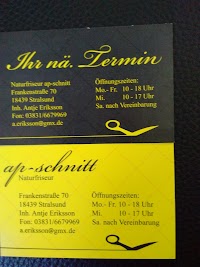 Ihr nä. Termin
Naturfriseur ap-schnitt
Frankenstraße 70
18439 Stralsund
Inh. Antje Eriksson
Fon: 03831/6679969
a.eriksson@gmx.de
Öffnungszeiten:
Mo.- Fr. 10 - 18 Uhr
Mi. 10 - 17 Uhr
Sa. nach Vereinbarung
ap-schnitt
Naturfriseur
Frankenstraße 70
18439 Stralsund
Inh. Antje Eriksson
Fon: 03831/6679969
a.eriksson@gmx.de
Öffnungszeiten:
Mo.- Fr. 10 - 18 Uhr
Mi. 10 - 17 Uhr
Sa. nach Vereinbarung